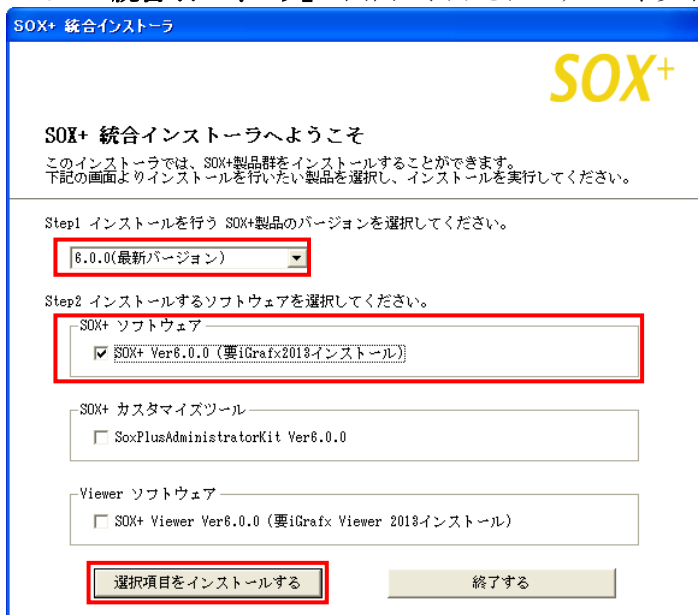 SOX+ 統合インストーラ
SOX+
SOX+ 統合インストーラへようこそ
このインストーラでは、SOX+製品群をインストールすることができます。
下記の画面よりインストールを行いたい製品を選択し、インストールを実行してください。
Step1 インストールを行う SOX+製品のバージョンを選択してください。
6.0.0(最新バージョン)
Step2 インストールするソフトウェアを選択してください。
SOX+ ソフトウェア
SOX+ Ver6.0.0 (要iGrafx2013インストール)
SOX+ カスタマイズツール
SoxPlusAdministratorKit Ver6.0.0
Viewer ソフトウェア
SOX+ Viewer Ver6.0.0 (要iGrafx Viewer 2013インストール)
選択項目をインストールする
終了する